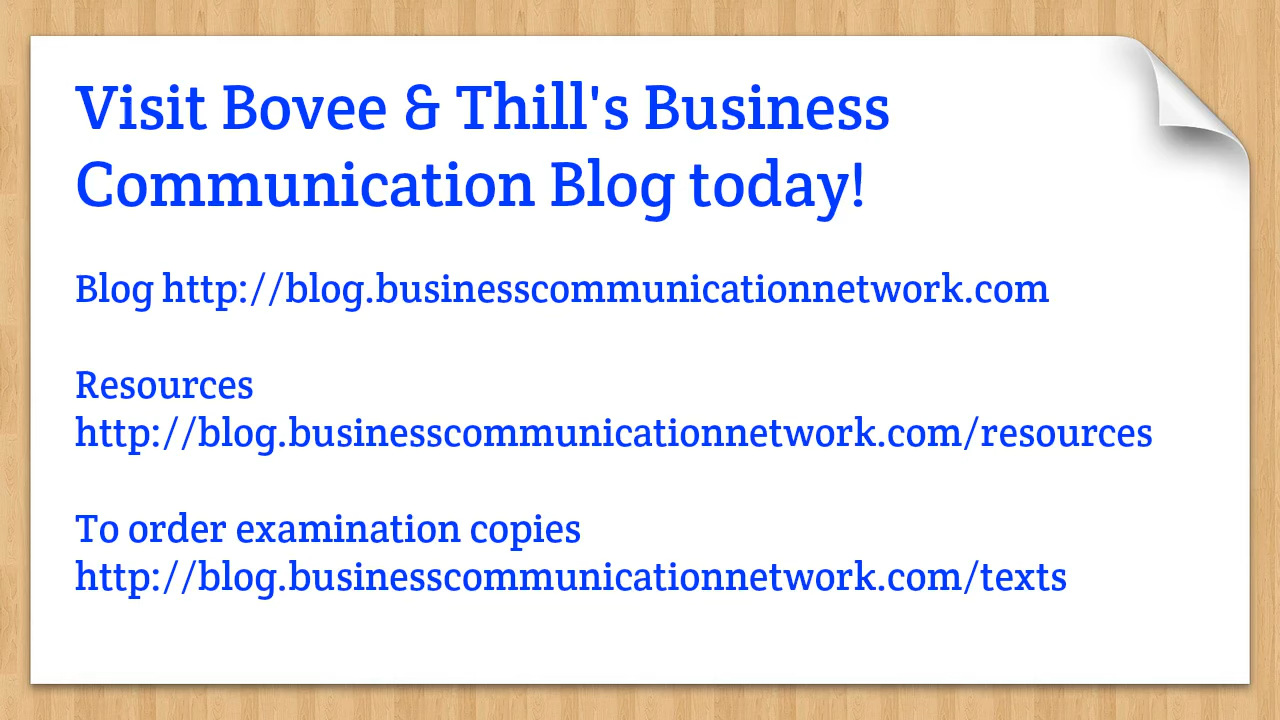 Visit Bovee & Thill's Business
Communication Blog today!
Blog http://blog.businesscommunicationnetwork.com
Resources
http://blog.businesscommunicationnetwork.com/resources
To order examination copies
http://blog.businesscommunicationnetwork.com/texts